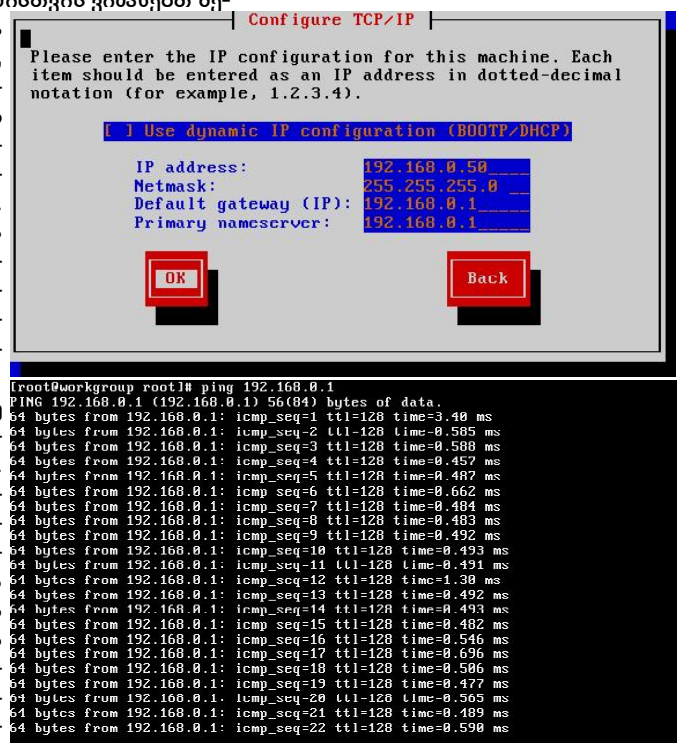 Configure TCP/IP
Please enter the IP configuration for this machine. Each
item should be entered as an IP address in dotted-decimal
notation (for example, 1.2.3.4).
[ ] Use dynamic IP configuration (BOOTP/DHCP)
IP address: 192.168.0.50____
Netmask: 255.255.255.0 __
Default gateway (IP): 192.168.0.1_____
Primary nameserver: 192.168.0.1_____
OK Back
[root@workgroup root]# ping 192.168.0.1
PING 192.168.0.1 (192.168.0.1) 56(84) bytes of data.
64 bytes from 192.168.0.1: icmp_seq=1 ttl=128 time=3.40 ms
64 bytes from 192.168.0.1: icmp_seq=2 ttl=128 time=0.585 ms
64 bytes from 192.168.0.1: icmp_seq=3 ttl=128 time=0.588 ms
64 bytes from 192.168.0.1: icmp_seq=4 ttl=128 time=0.457 ms
64 bytes from 192.168.0.1: icmp_seq=5 ttl=128 time=0.487 ms
64 bytes from 192.168.0.1: icmp_seq=6 ttl=128 time=0.662 ms
64 bytes from 192.168.0.1: icmp_seq=7 ttl=128 time=0.484 ms
64 bytes from 192.168.0.1: icmp_seq=8 ttl=128 time=0.483 ms
64 bytes from 192.168.0.1: icmp_seq=9 ttl=128 time=0.492 ms
64 bytes from 192.168.0.1: icmp_seq=10 ttl=128 time=0.493 ms
64 bytes from 192.168.0.1: icmp_seq=11 ttl=128 time=0.491 ms
64 bytes from 192.168.0.1: icmp_seq=12 ttl=128 time=1.30 ms
64 bytes from 192.168.0.1: icmp_seq=13 ttl=128 time=0.492 ms
64 bytes from 192.168.0.1: icmp_seq=14 ttl=128 time=0.493 ms
64 bytes from 192.168.0.1: icmp_seq=15 ttl=128 time=0.482 ms
64 bytes from 192.168.0.1: icmp_seq=16 ttl=128 time=0.546 ms
64 bytes from 192.168.0.1: icmp_seq=17 ttl=128 time=0.696 ms
64 bytes from 192.168.0.1: icmp_seq=18 ttl=128 time=0.506 ms
64 bytes from 192.168.0.1: icmp_seq=19 ttl=128 time=0.477 ms
64 bytes from 192.168.0.1: icmp_seq=20 ttl=128 time=0.565 ms
64 bytes from 192.168.0.1: icmp_seq=21 ttl=128 time=0.489 ms
64 bytes from 192.168.0.1: icmp_seq=22 ttl=128 time=0.590 ms